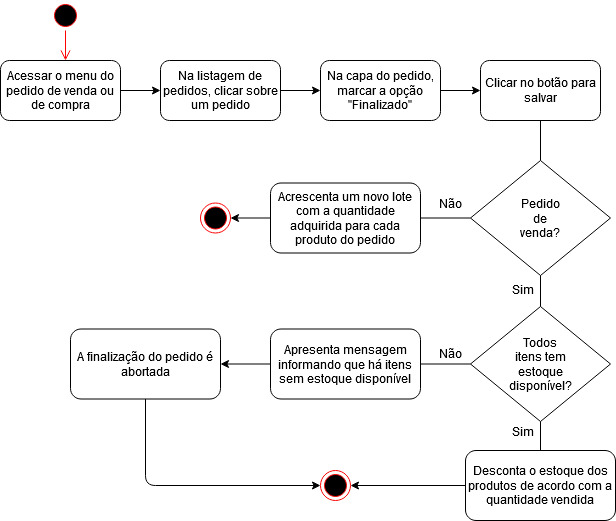 Acessar o menu do
pedido de venda ou
de compra
Na listagem de
pedidos, clicar sobre
um pedido
Na capa do pedido,
marcar a opção
"Finalizado"
Clicar no botão para
salvar
Pedido
de
venda?
Não
Acrescenta um novo lote
com a quantidade
adquirida para cada
produto do pedido
Sim
Todos
itens tem
estoque
disponível?
Não
Apresenta mensagem
informando que há itens
sem estoque disponível
A finalização do pedido é
abortada
Sim
Desconta o estoque dos
produtos de acordo com a
quantidade vendida